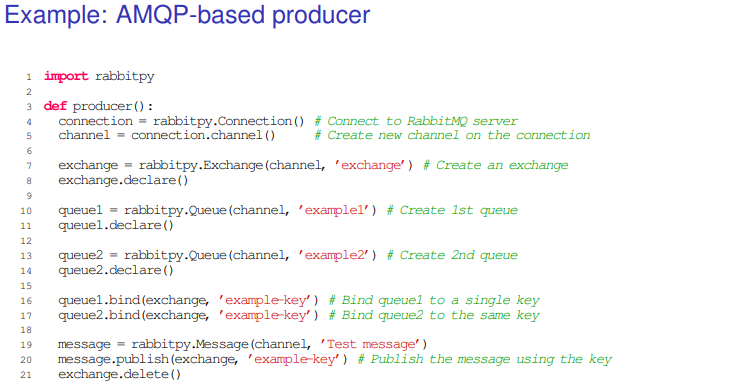 Example: AMQP-based producer
1 import rabbitpy
2
3 def producer():
4 connection = rabbitpy.Connection() # Connect to RabbitMQ server
5 channel = connection.channel() # Create new channel on the connection
6
7 exchange = rabbitpy.Exchange(channel, 'exchange') # Create an exchange
8 exchange.declare()
9
10 queue1 = rabbitpy.Queue(channel, 'example1') # Create 1st queue
11 queue1.declare()
12
13 queue2 = rabbitpy.Queue(channel, 'example2') # Create 2nd queue
14 queue2.declare()
15
16 queue1.bind(exchange, 'example-key') # Bind queue1 to a single key
17 queue2.bind(exchange, 'example-key') # Bind queue2 to the same key
18
19 message = rabbitpy.Message(channel, 'Test message')
20 message.publish(exchange, 'example-key') # Publish the message using the key
21 exchange.delete()